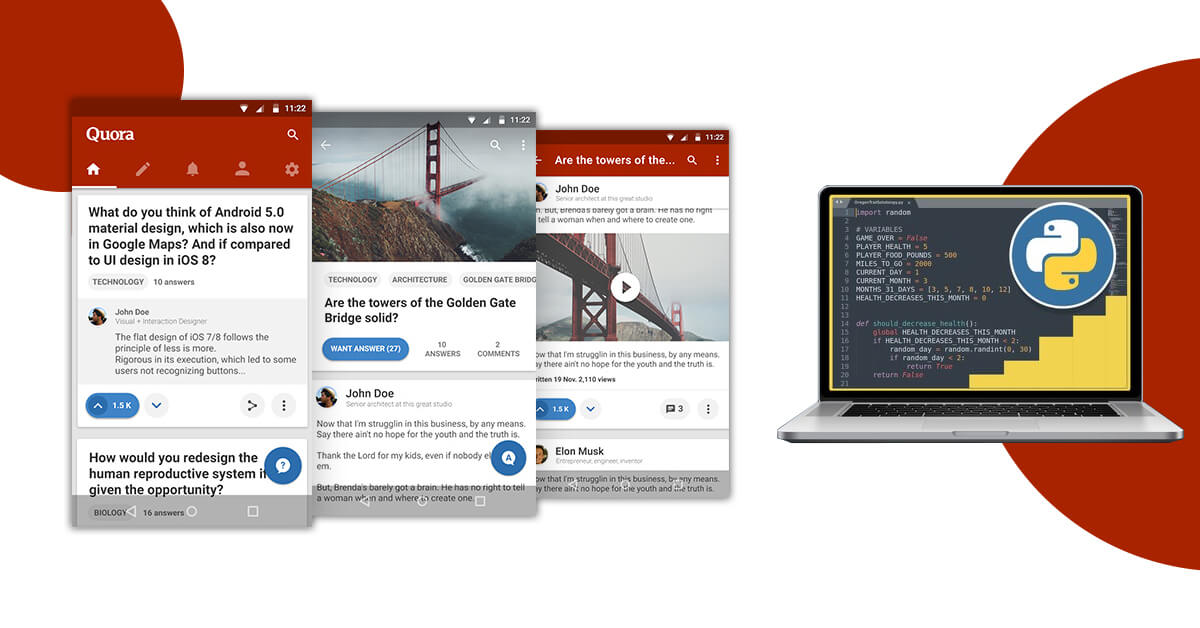 11:22
Quora
What do you think of Android 5.0
material design, which is also now
in Google Maps? And if compared
to UI design in iOS 8?
TECHNOLOGY 10 answers
John Doe
Visual + Interaction Designer
The flat design of iOS 7/8 follows the
principle of less is more.
Rigorous in its execution, which led to some
users not recognizing buttons...
1.5 K
How would you redesign the
human reproductive system if
given the opportunity?
BIOLOGY 16 answers
11:22
TECHNOLOGY ARCHITECTURE GOLDEN GATE BRIDG
Are the towers of the Golden Gate
Bridge solid?
WANT ANSWER (27)
10
ANSWERS
2
COMMENTS
John Doe
Senior architect at this great studio
Now that I'm strugglin in this business, by any means.
Say there ain't no hope for the youth and the truth is.
Thank the Lord for my kids, even if nobody el
em.
A
But, Brenda's barely got a brain. He has no right to tell
a woman when and where to create one.
11:22
Are the towers of the...
John Doe
Senior architect at this great studio
n. But, Brenda's barely got a brain. He has no right to
tell a woman when and where to create one.
ow that I'm strugglin in this business, by any means.
y there ain't no hope for the youth and the truth is.
ritten 19 Nov. 2,110 views
1.5 K
3
Elon Musk
Entrepreneur, engineer, inventor
ow that I'm strugglin in this business, by any means.
y there ain't no hope for the youth and the truth is.
OregonTrailSolution.py
1 import random
2
3 # VARIABLES
4 GAME_OVER = False
5 PLAYER_HEALTH = 5
6 PLAYER_FOOD_POUNDS = 500
7 MILES_TO_GO = 2000
8 CURRENT_DAY = 1
9 CURRENT_MONTH = 3
10 MONTHS_31_DAYS = [3, 5, 7, 8, 10, 12]
11 HEALTH_DECREASES_THIS_MONTH = 0
12
13
14 def should_decrease_health():
15 global HEALTH_DECREASES_THIS_MONTH
16 if HEALTH_DECREASES_THIS_MONTH < 2:
17 random_day = random.randint(0, 30)
18 if random_day < 2:
19 return True
20 return False
21